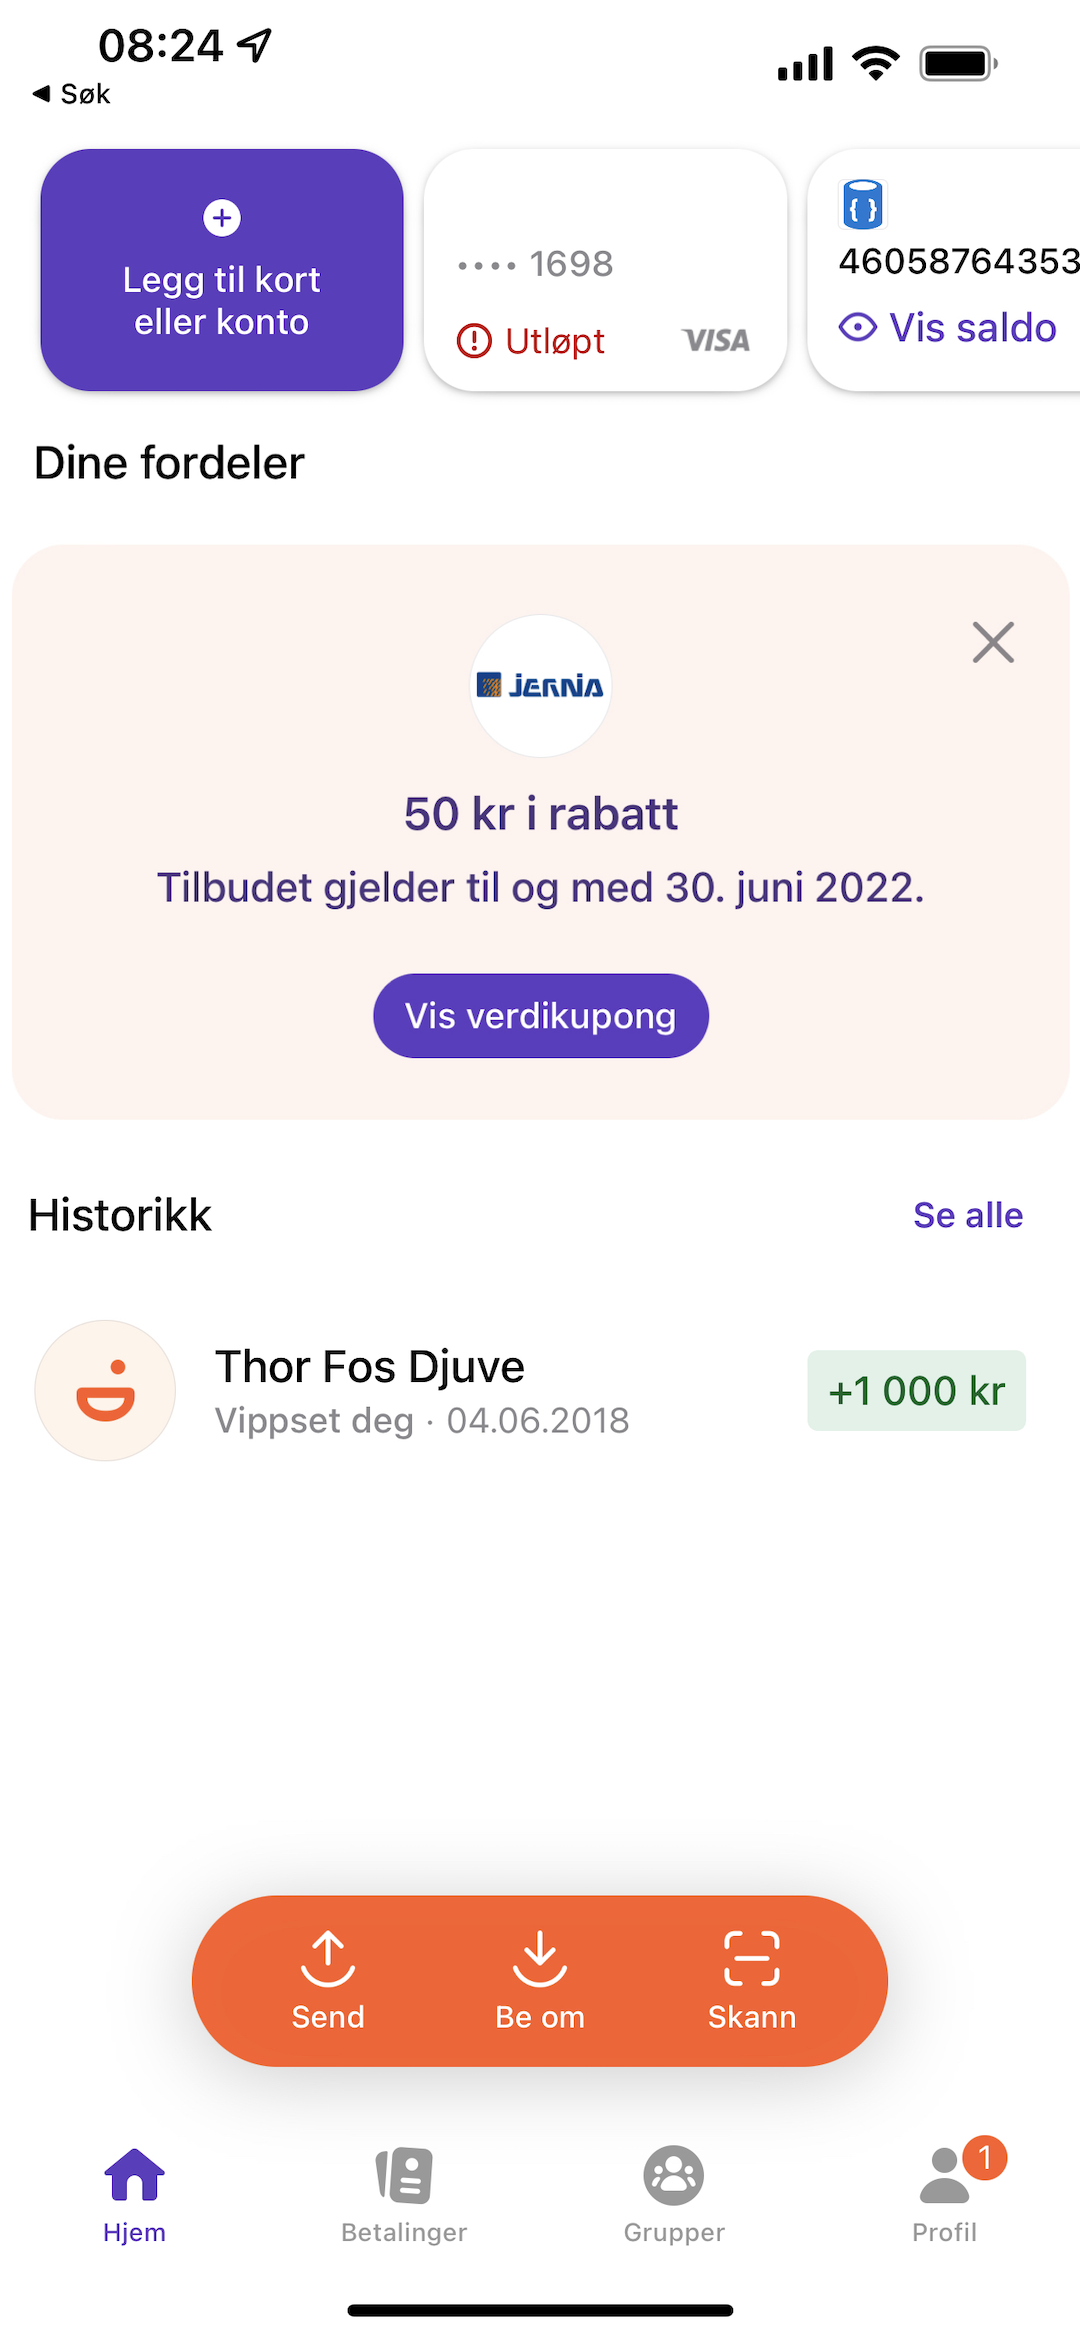 08:24
◀ Søk
Legg til kort
eller konto
•••• 1698
Utløpt
VISA
{ }
46058764353
Vis saldo
Dine fordeler
JERNIA
50 kr i rabatt
Tilbudet gjelder til og med 30. juni 2022.
Vis verdikupong
Historikk
Se alle
Thor Fos Djuve
Vippset deg · 04.06.2018
+1 000 kr
Send
Be om
Skann
1
Hjem
Betalinger
Grupper
Profil